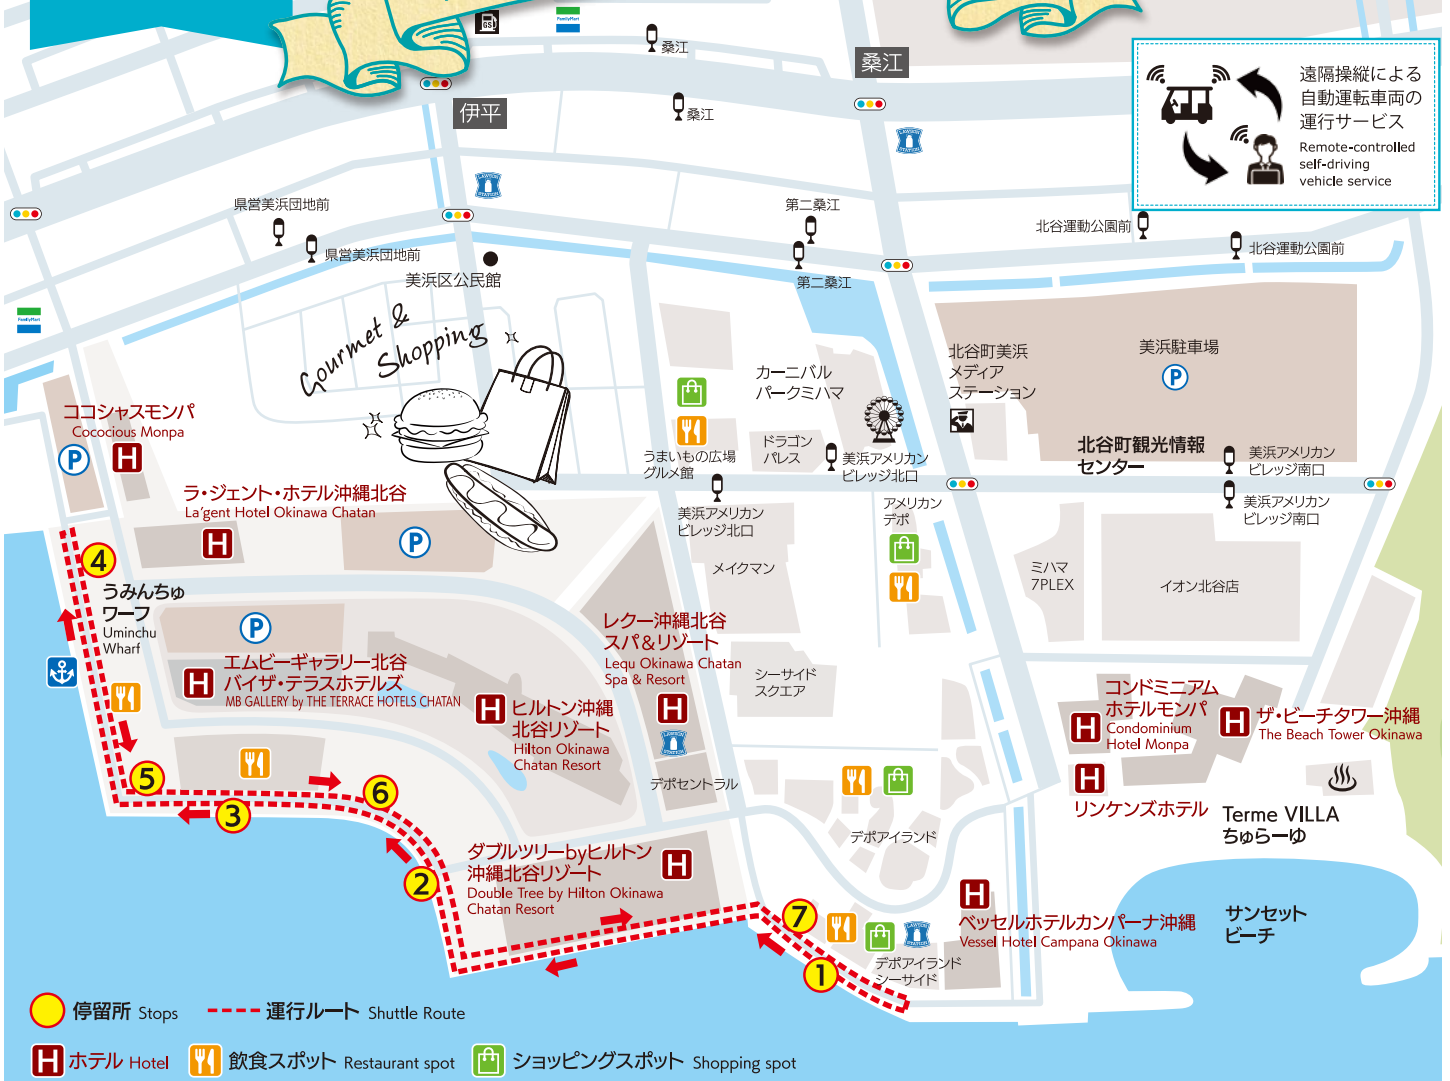 GS
FamilyMart
桑江
桑江
伊平
桑江
LAWSON
STATION
遠隔操縦による
自動運転車両の
運行サービス
Remote-controlled
self-driving
vehicle service
LAWSON
STATION
県営美浜団地前
県営美浜団地前
第二桑江
第二桑江
北谷運動公園前
北谷運動公園前
美浜区公民館
FamilyMart
Gourmet &
Shopping
カーニバル
パークミハマ
北谷町美浜
メディア
ステーション
美浜駐車場
P
ココシャスモンパ
Cococious Monpa
P
H
うまいもの広場
グルメ館
ドラゴン
パレス
美浜アメリカン
ビレッジ北口
北谷町観光情報
センター
美浜アメリカン
ビレッジ南口
美浜アメリカン
ビレッジ南口
ラ・ジェント・ホテル沖縄北谷
La'gent Hotel Okinawa Chatan
H
P
美浜アメリカン
ビレッジ北口
アメリカン
デポ
メイクマン
ミハマ
7PLEX
イオン北谷店
4
うみんちゅ
ワーフ
Uminchu
Wharf
P
エムビーギャラリー北谷
バイザ・テラスホテルズ
MB GALLERY by THE TERRACE HOTELS CHATAN
H
レクー沖縄北谷
スパ&リゾート
Lequ Okinawa Chatan
Spa & Resort
H
LAWSON
STATION
シーサイド
スクエア
H
ヒルトン沖縄
北谷リゾート
Hilton Okinawa
Chatan Resort
デポセントラル
コンドミニアム
ホテルモンパ
Condominium
Hotel Monpa
H
H
ザ・ビーチタワー沖縄
The Beach Tower Okinawa
H
リンケンズホテル
Terme VILLA
ちゅらーゆ
5
3
6
2
デポアイランド
ダブルツリーbyヒルトン
沖縄北谷リゾート
Double Tree by Hilton Okinawa
Chatan Resort
H
H
ベッセルホテルカンパーナ沖縄
Vessel Hotel Campana Okinawa
サンセット
ビーチ
7
1
LAWSON
STATION
デポアイランド
シーサイド
停留所 Stops
運行ルート Shuttle Route
H ホテル Hotel
飲食スポット Restaurant spot
ショッピングスポット Shopping spot